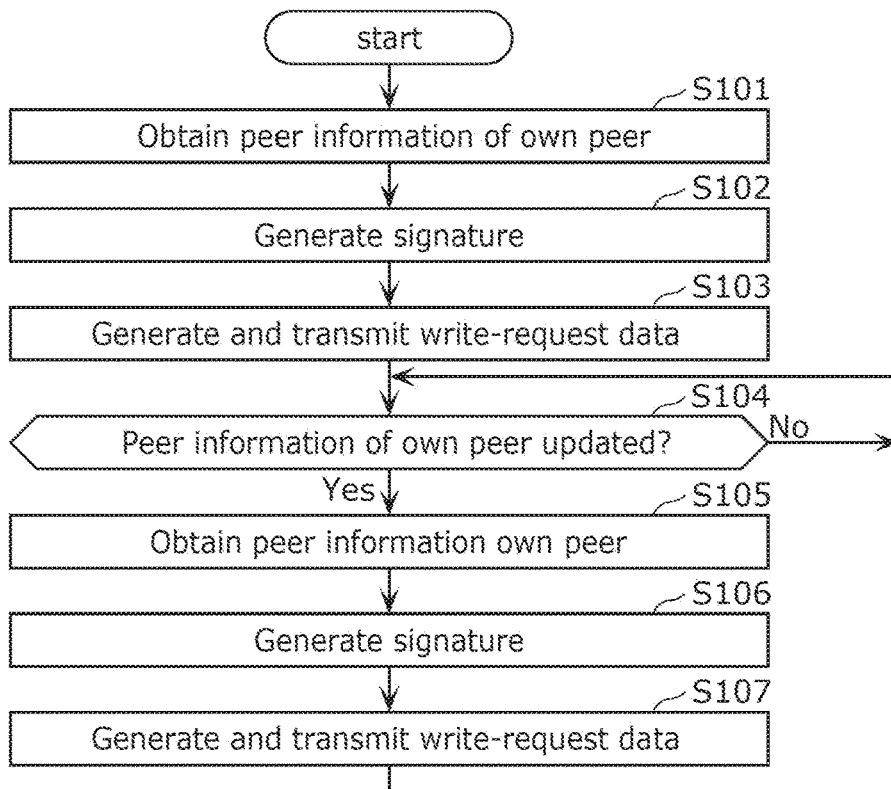 start
S101
Obtain peer information of own peer
S102
Generate signature
S103
Generate and transmit write-request data
S104
Peer information of own peer updated?
No
Yes
S105
Obtain peer information own peer
S106
Generate signature
S107
Generate and transmit write-request data